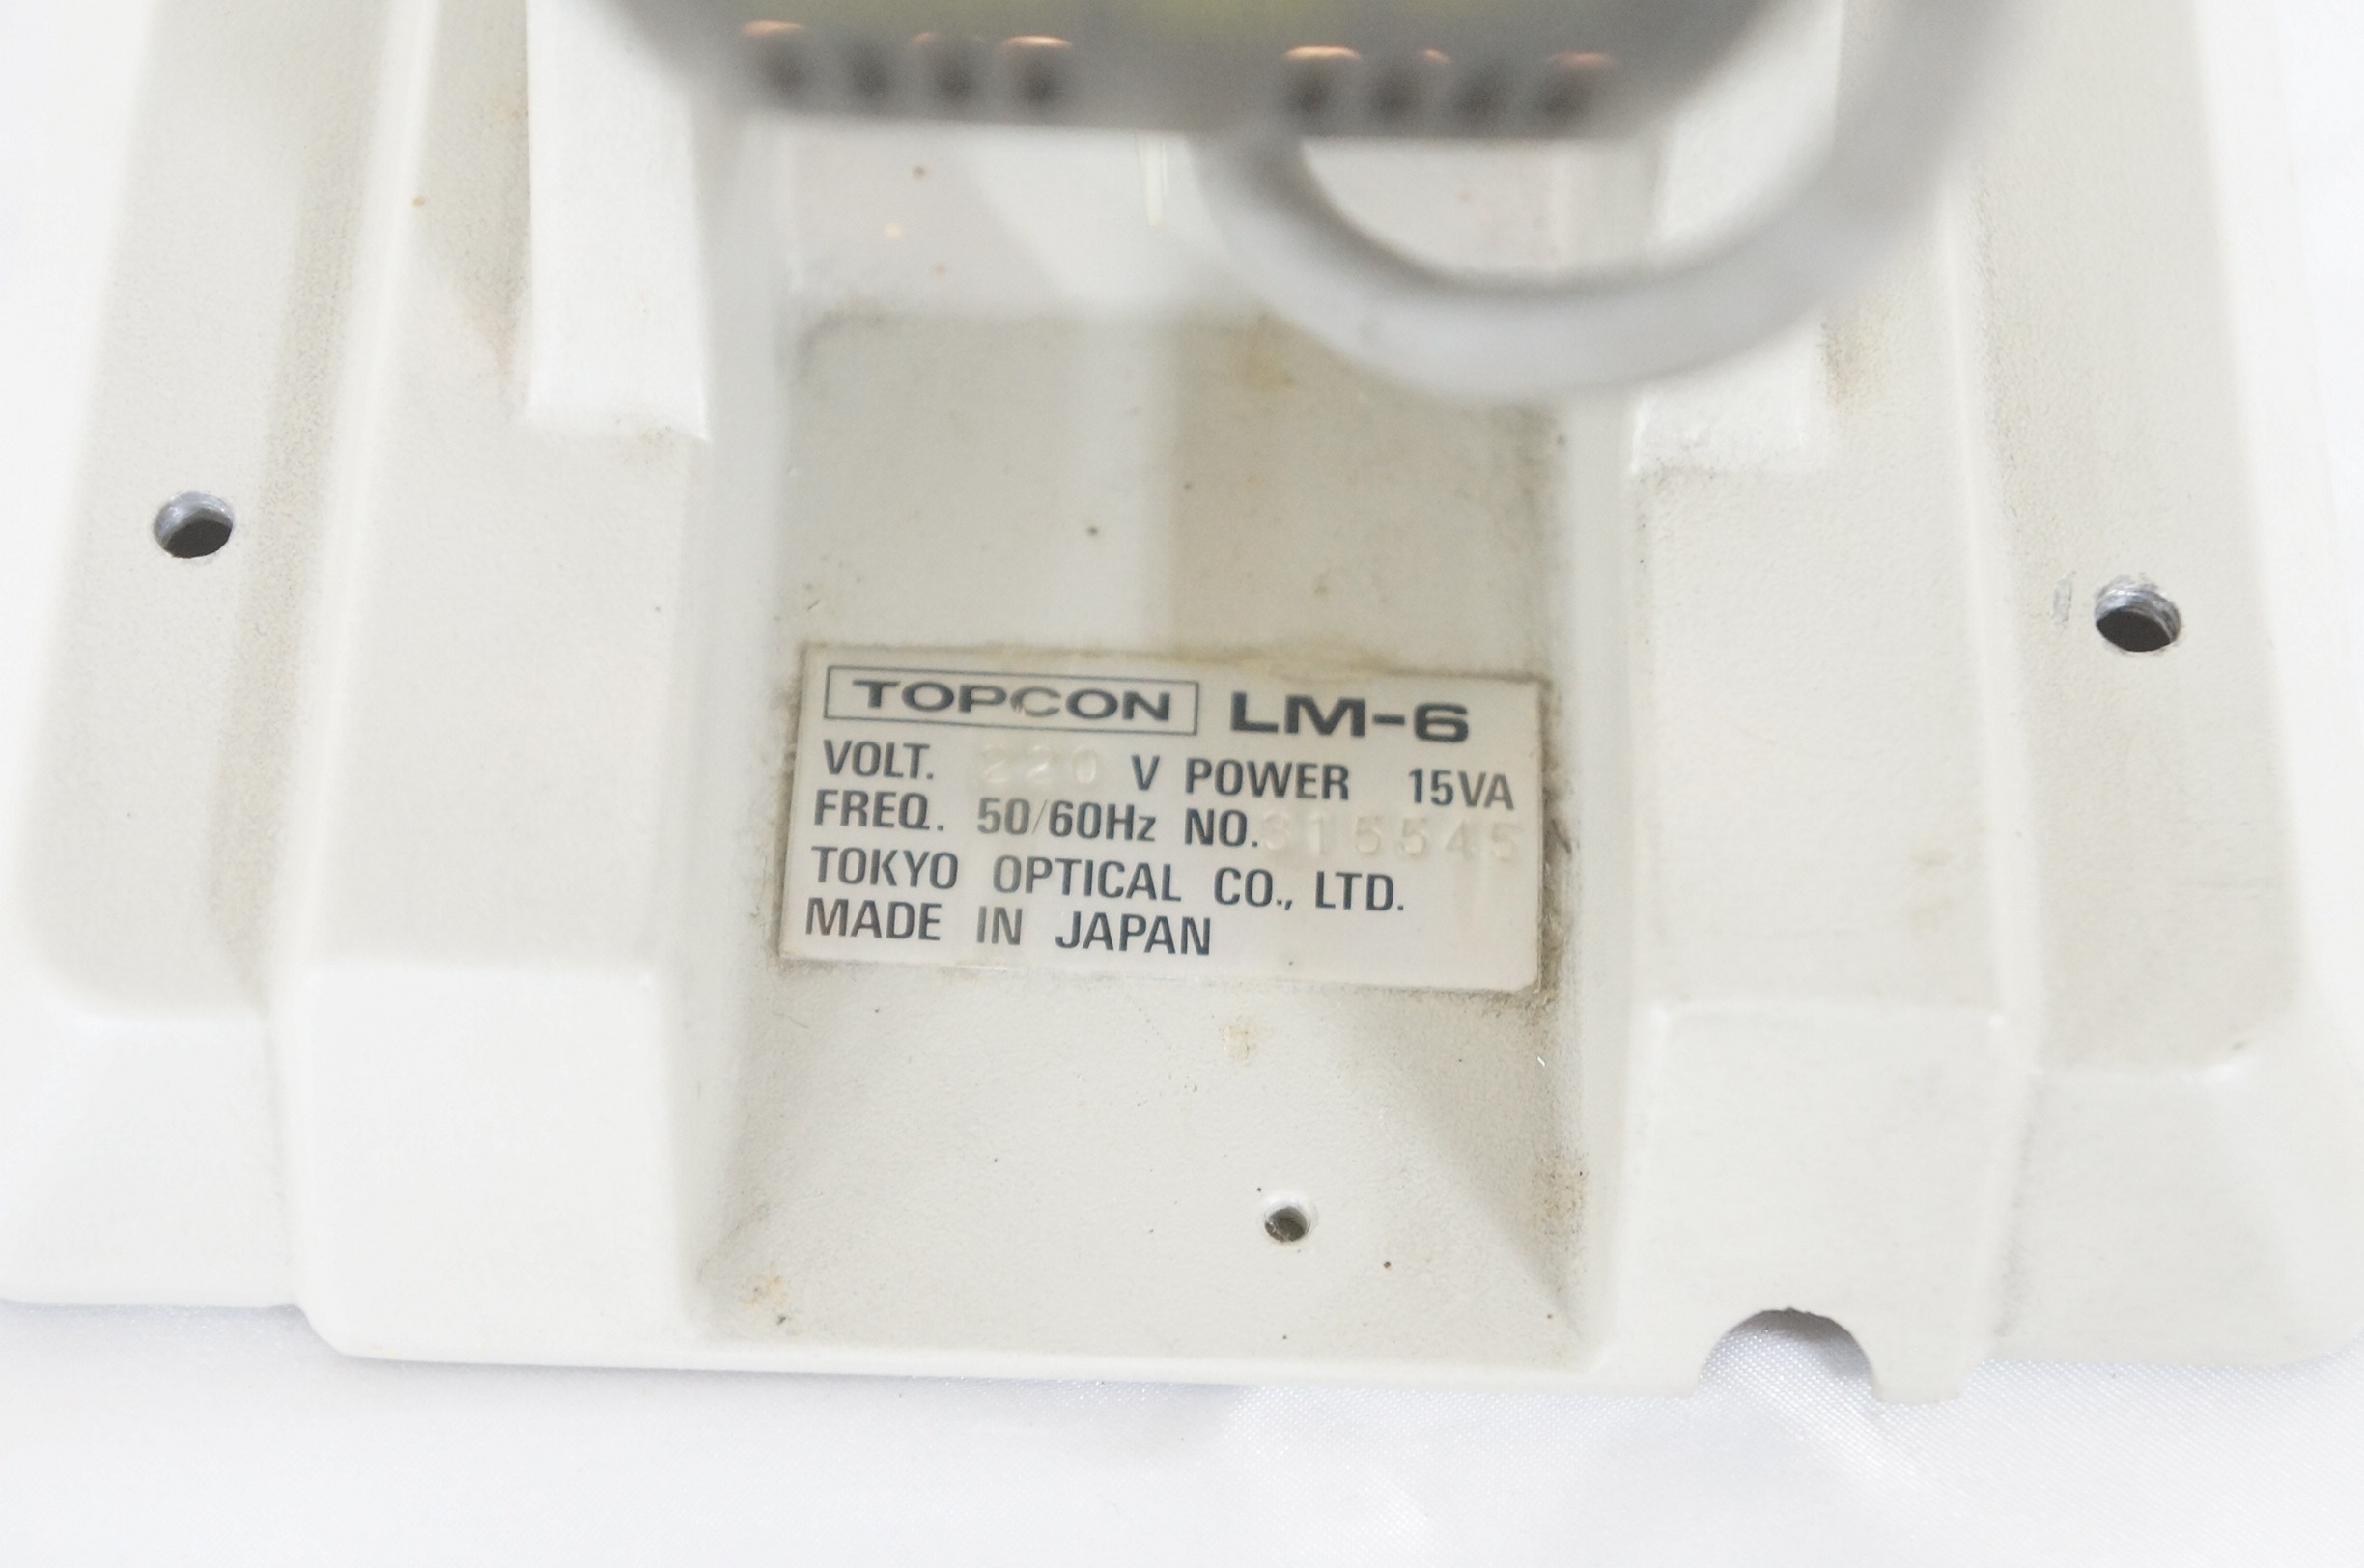 TOPCON LM-6
VOLT. 220 V POWER 15VA
FREQ. 50/60Hz NO. 315545
TOKYO OPTICAL CO., LTD.
MADE IN JAPAN